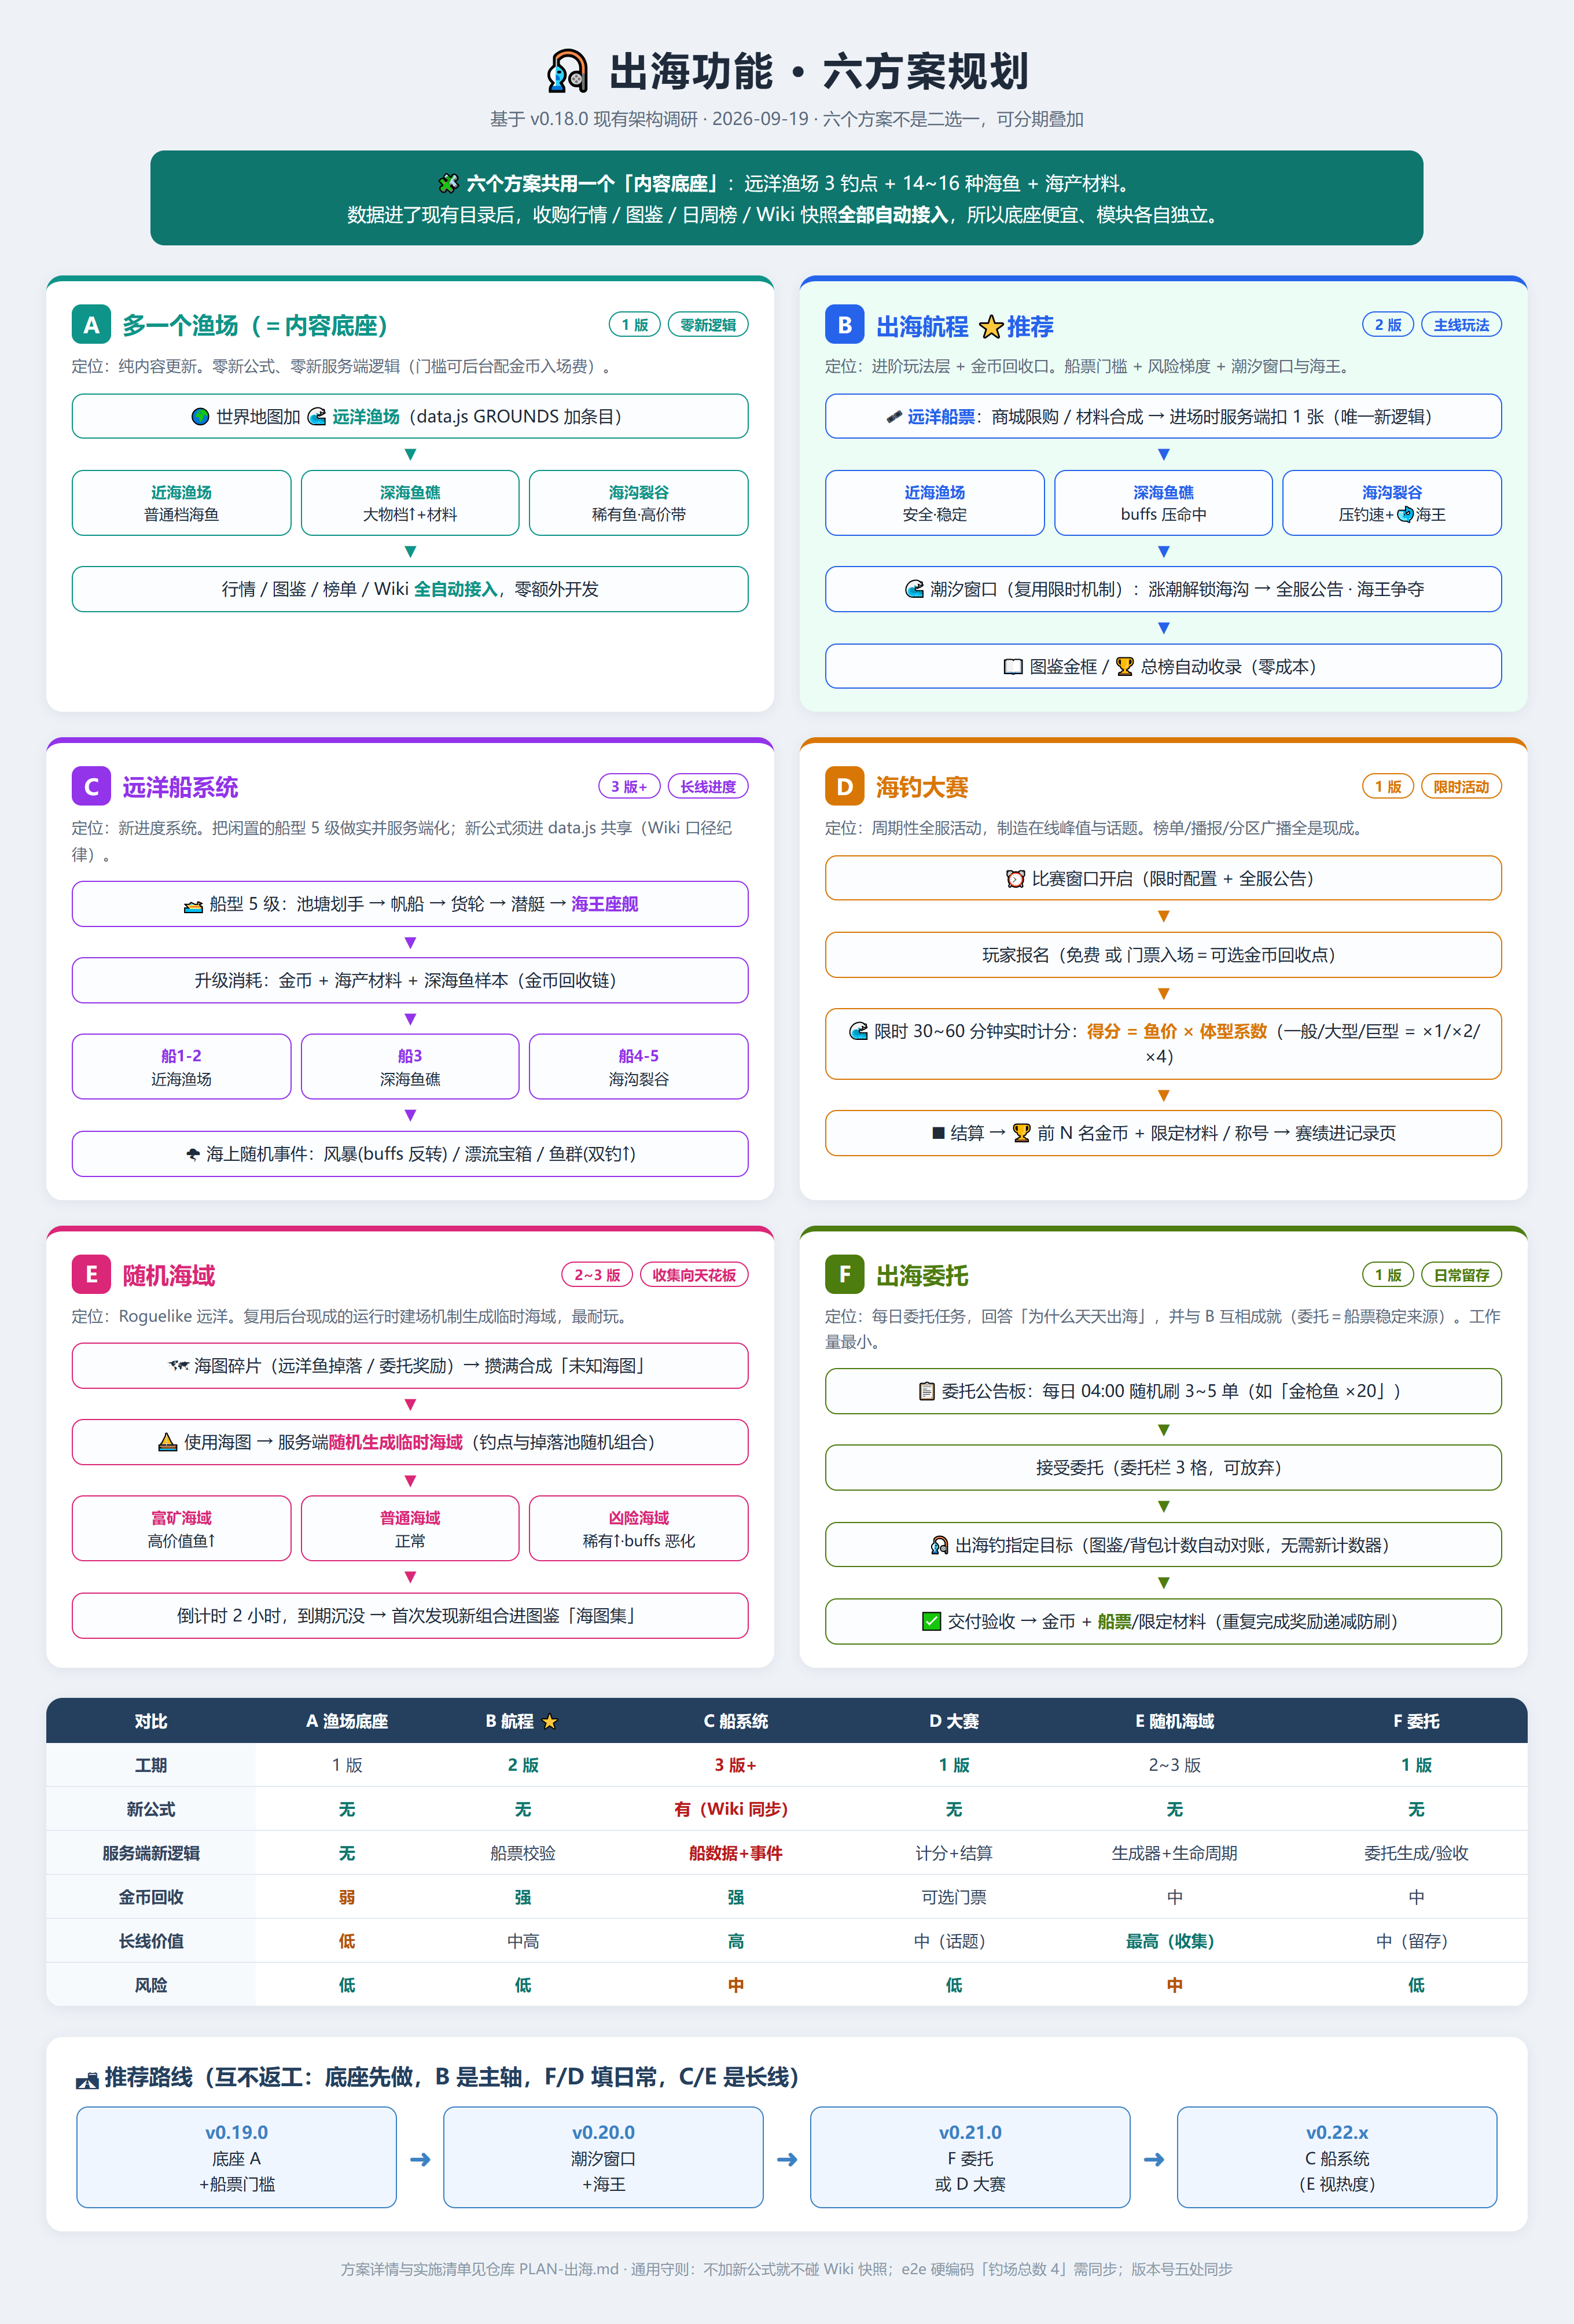 出海功能 · 六方案规划
基于 v0.18.0 现有架构调研 · 2026-09-19 · 六个方案不是二选一，可分期叠加
六个方案共用一个「内容底座」：远洋渔场 3 钓点 + 14~16 种海鱼 + 海产材料。
数据进了现有目录后，收购行情 / 图鉴 / 日周榜 / Wiki 快照全部自动接入，所以底座便宜、模块各自独立。
A 多一个渔场（＝内容底座） 1 版 零新逻辑
定位：纯内容更新。零新公式、零新服务端逻辑（门槛可后台配金币入场费）。
世界地图加 🌊 远洋渔场（data.js GROUNDS 加条目）
▼
近海渔场 深海鱼礁 海沟裂谷
普通档海鱼 大物档↑+材料 稀有鱼·高价带
▼
行情 / 图鉴 / 榜单 / Wiki 全自动接入，零额外开发
B 出海航程 ⭐推荐 2 版 主线玩法
定位：进阶玩法层 + 金币回收口。船票门槛 + 风险梯度 + 潮汐窗口与海王。
远洋船票：商城限购 / 材料合成 → 进场时服务端扣 1 张（唯一新逻辑）
▼
近海渔场 深海鱼礁 海沟裂谷
安全·稳定 buffs 压命中 压钓速+🐟海王
▼
🌊 潮汐窗口（复用限时机制）：涨潮解锁海沟 → 全服公告 · 海王争夺
▼
📖 图鉴金框 / 🏆 总榜自动收录（零成本）
C 远洋船系统 3 版+ 长线进度
定位：新进度系统。把闲置的船型 5 级做实并服务端化；新公式须进 data.js 共享（Wiki 口径纪
律）。
船型 5 级：池塘划手 → 帆船 → 货轮 → 潜艇 → 海王座舰
▼
升级消耗：金币 + 海产材料 + 深海鱼样本（金币回收链）
▼
船1-2 船3 船4-5
近海渔场 深海鱼礁 海沟裂谷
▼
海上随机事件：风暴(buffs 反转) / 漂流宝箱 / 鱼群(双钓↑)
D 海钓大赛 1 版 限时活动
定位：周期性全服活动，制造在线峰值与话题。榜单/播报/分区广播全是现成。
⏰ 比赛窗口开启（限时配置 + 全服公告）
▼
玩家报名（免费 或 门票入场＝可选金币回收点）
▼
🌊 限时 30~60 分钟实时计分：得分 = 鱼价 × 体型系数（一般/大型/巨型 = ×1/×2/
×4）
▼
■ 结算 → 🏆 前 N 名金币 + 限定材料 / 称号 → 赛绩进记录页
E 随机海域 2~3 版 收集向天花板
定位：Roguelike 远洋。复用后台现成的运行时建场机制生成临时海域，最耐玩。
海图碎片（远洋鱼掉落 / 委托奖励）→ 攒满合成「未知海图」
▼
使用海图 → 服务端随机生成临时海域（钓点与掉落池随机组合）
▼
富矿海域 普通海域 凶险海域
高价值鱼↑ 正常 稀有↑·buffs 恶化
▼
倒计时 2 小时，到期沉没 → 首次发现新组合进图鉴「海图集」
F 出海委托 1 版 日常留存
定位：每日委托任务，回答「为什么天天出海」，并与 B 互相成就（委托＝船票稳定来源）。工作
量最小。
📋 委托公告板：每日 04:00 随机刷 3~5 单（如「金枪鱼 ×20」）
▼
接受委托（委托栏 3 格，可放弃）
▼
🎣 出海钓指定目标（图鉴/背包计数自动对账，无需新计数器）
▼
✅ 交付验收 → 金币 + 船票/限定材料（重复完成奖励递减防刷）
对比 A 渔场底座 B 航程 ⭐ C 船系统 D 大赛 E 随机海域 F 委托
工期 1 版 2 版 3 版+ 1 版 2~3 版 1 版
新公式 无 无 有（Wiki 同步） 无 无 无
服务端新逻辑 无 船票校验 船数据+事件 计分+结算 生成器+生命周期 委托生成/验收
金币回收 弱 强 强 可选门票 中 中
长线价值 低 中高 高 中（话题） 最高（收集） 中（留存）
风险 低 低 中 低 中 低
推荐路线（互不返工：底座先做，B 是主轴，F/D 填日常，C/E 是长线）
v0.19.0
底座 A
+船票门槛
➜
v0.20.0
潮汐窗口
+海王
➜
v0.21.0
F 委托
或 D 大赛
➜
v0.22.x
C 船系统
（E 视热度）
方案详情与实施清单见仓库 PLAN-出海.md · 通用守则：不加新公式就不碰 Wiki 快照；e2e 硬编码「钓场总数 4」需同步；版本号五处同步